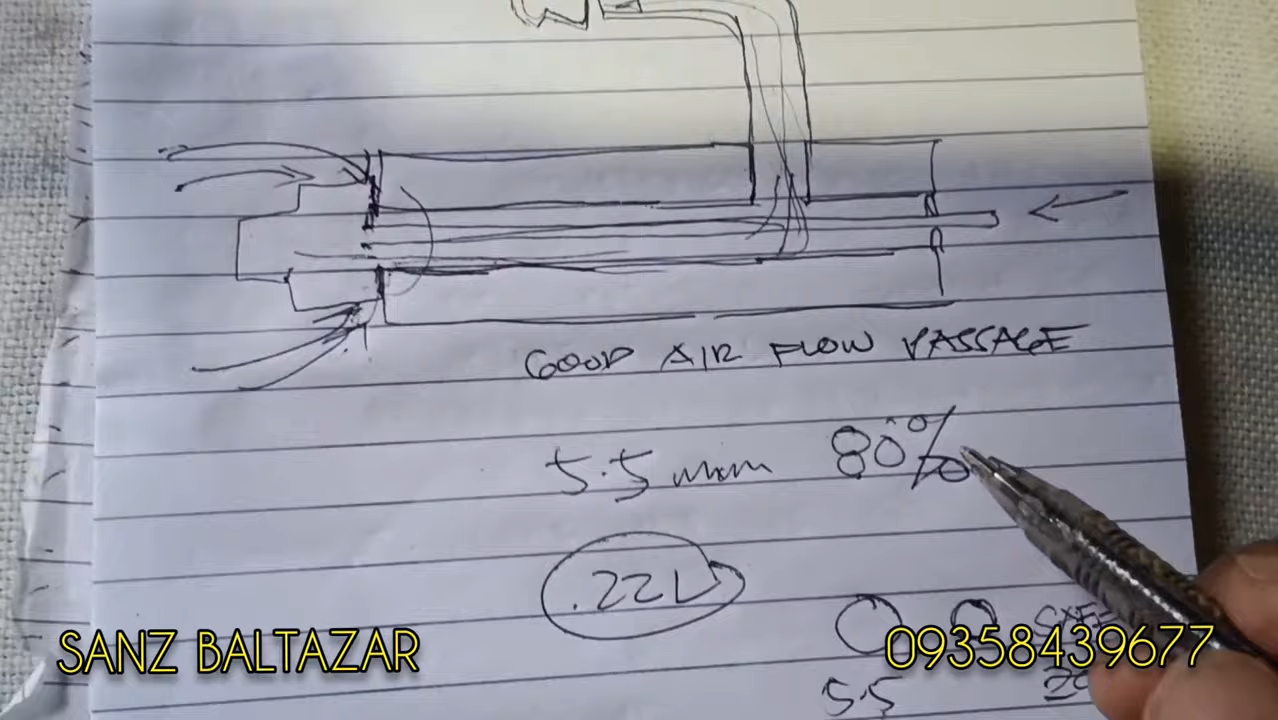 GOOD AIR FLOW PASSAGE
5.5 mm 80%
.22
SANZ BALTAZAR
09358439677
5.5